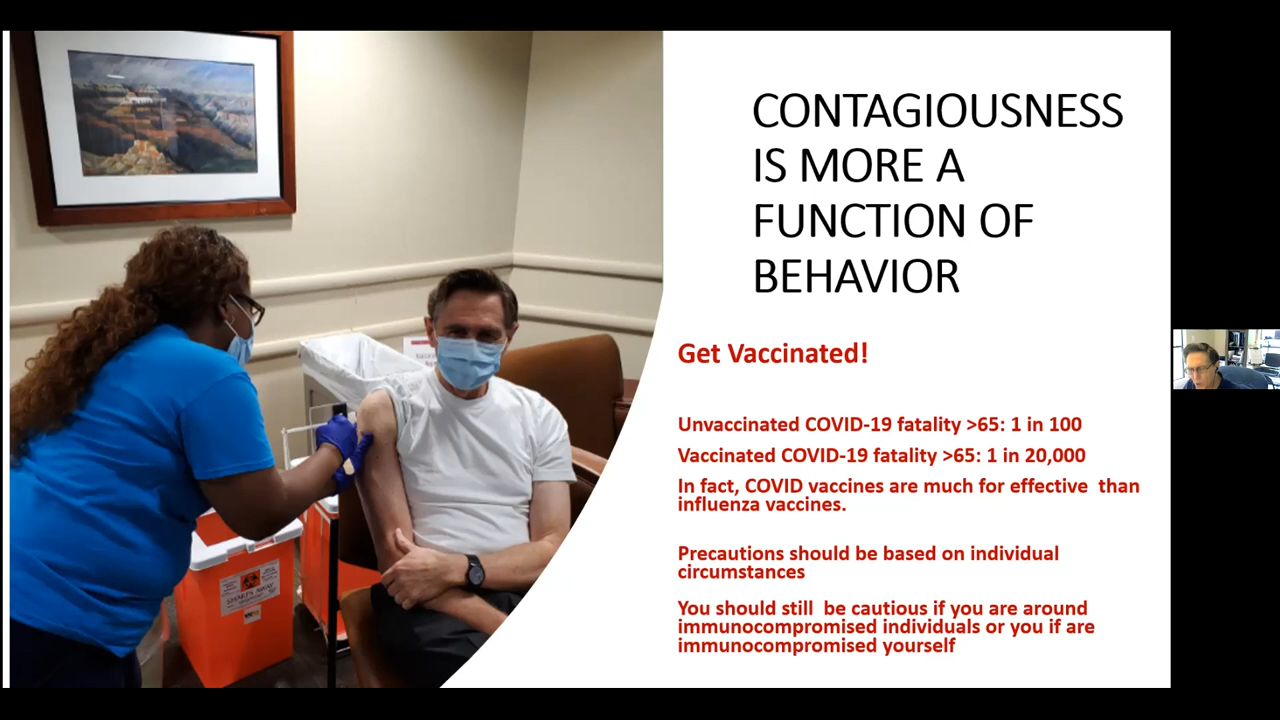 CONTAGIOUSNESS
IS MORE A
FUNCTION OF
BEHAVIOR
Get Vaccinated!
Unvaccinated COVID-19 fatality >65: 1 in 100
Vaccinated COVID-19 fatality >65: 1 in 20,000
In fact, COVID vaccines are much for effective  than
influenza vaccines.
Precautions should be based on individual
circumstances
You should still  be cautious if you are around
immunocompromised individuals or you if are
immunocompromised yourself
SHARPS AWAY